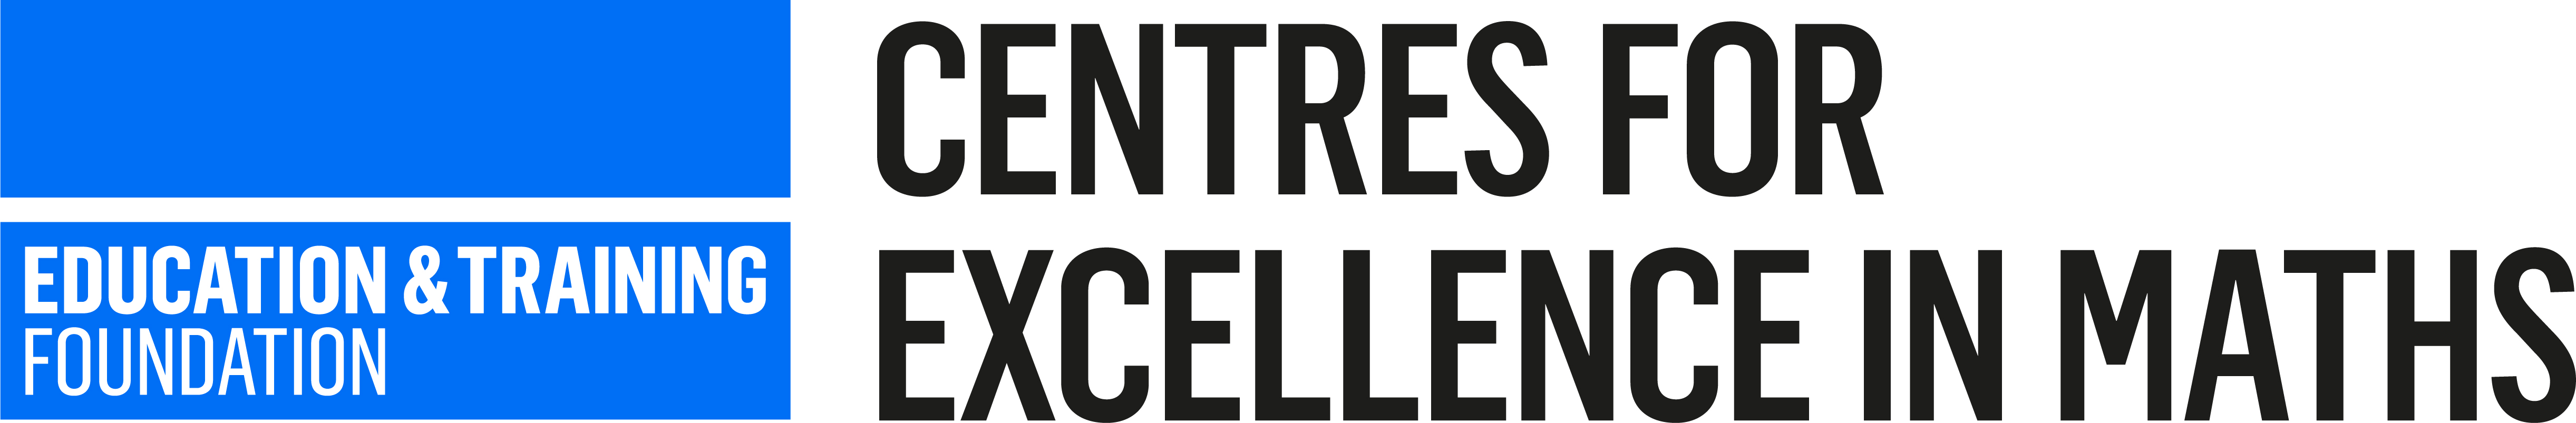 EDUCATION & TRAINING
FOUNDATION
CENTRES FOR
EXCELLENCE IN MATHS